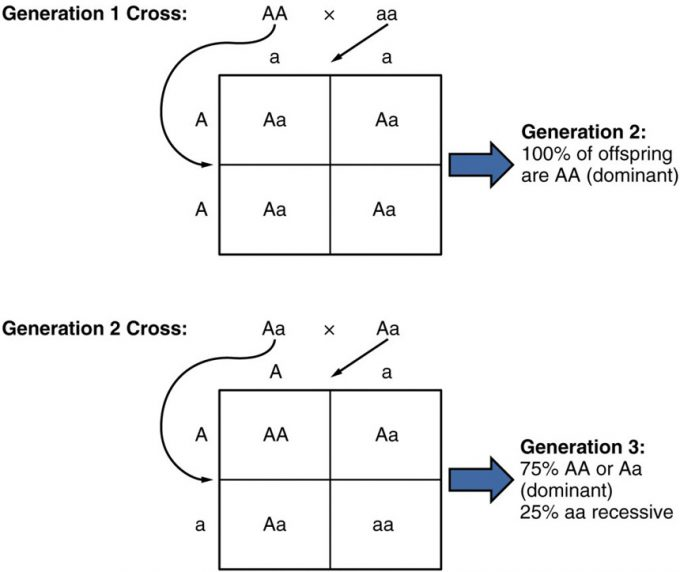 Generation 1 Cross: AA × aa
a a
A Aa Aa
Generation 2:
100% of offspring
are AA (dominant)
A Aa Aa
Generation 2 Cross: Aa × Aa
A a
A AA Aa
Generation 3:
75% AA or Aa
(dominant)
25% aa recessive
a Aa aa